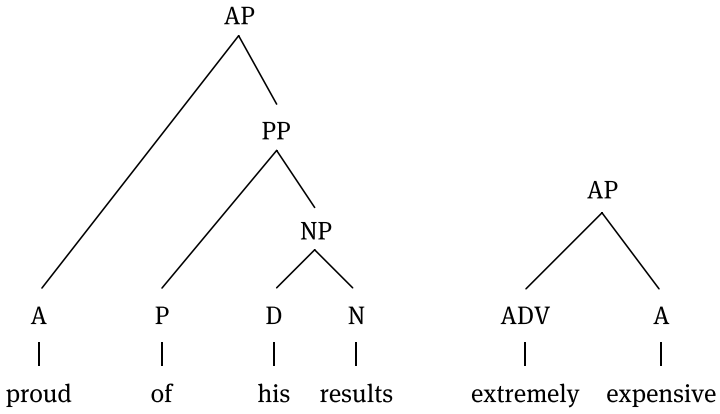 AP
PP
AP
NP
A P D N ADV A
proud of his results extremely expensive